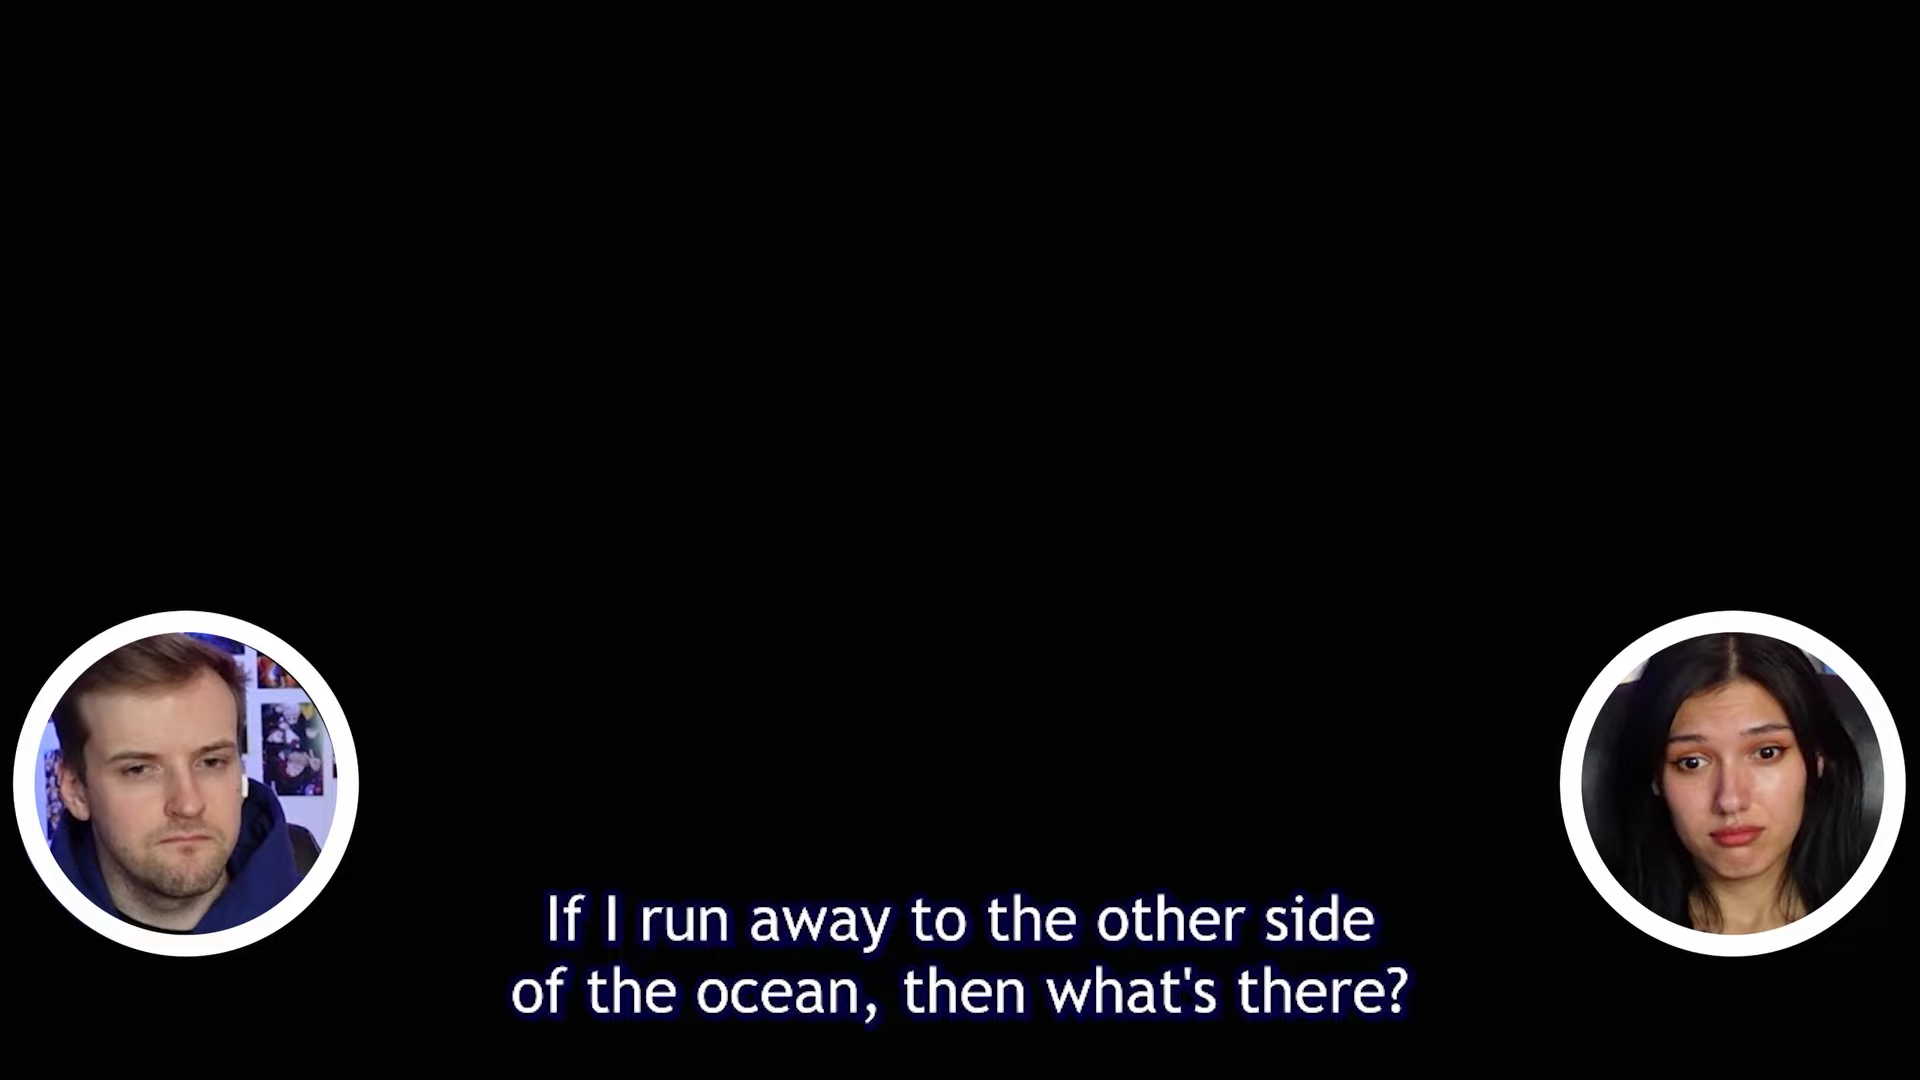 If I run away to the other side
of the ocean, then what's there?